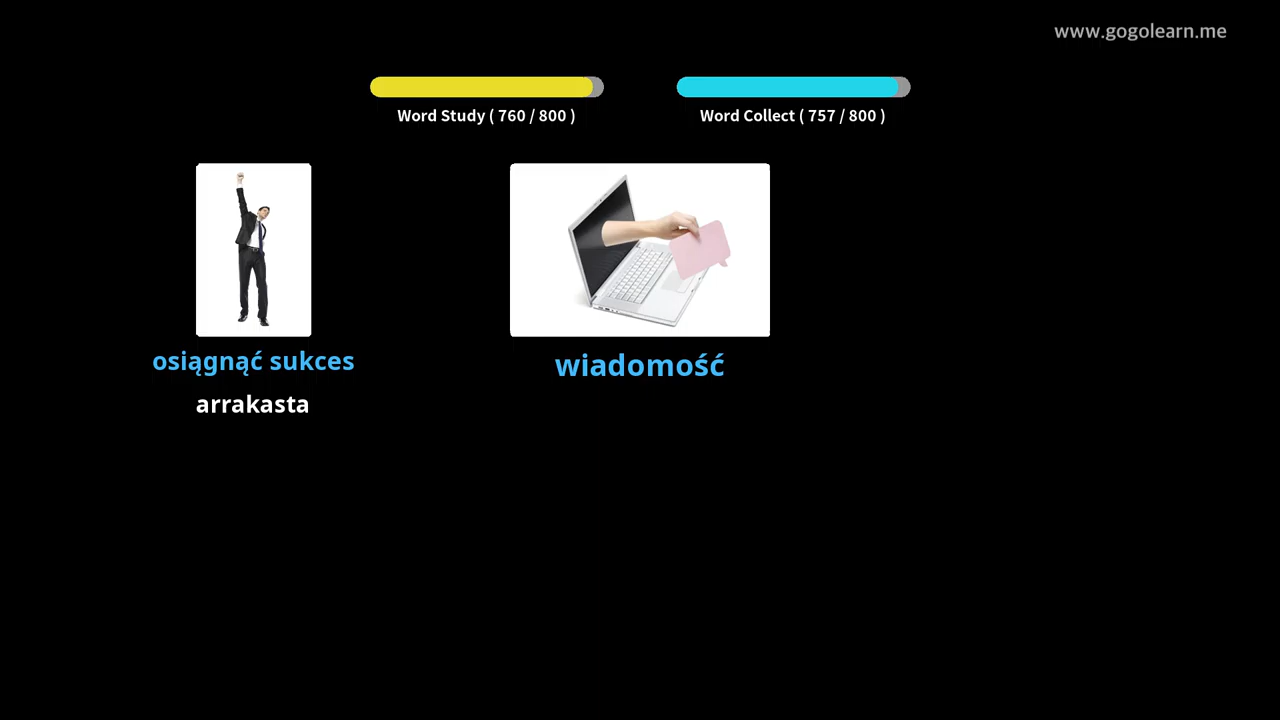 www.gogolearn.me
Word Study ( 760 / 800 )
Word Collect ( 757 / 800 )
osiągnąć sukces
arrakasta
wiadomość